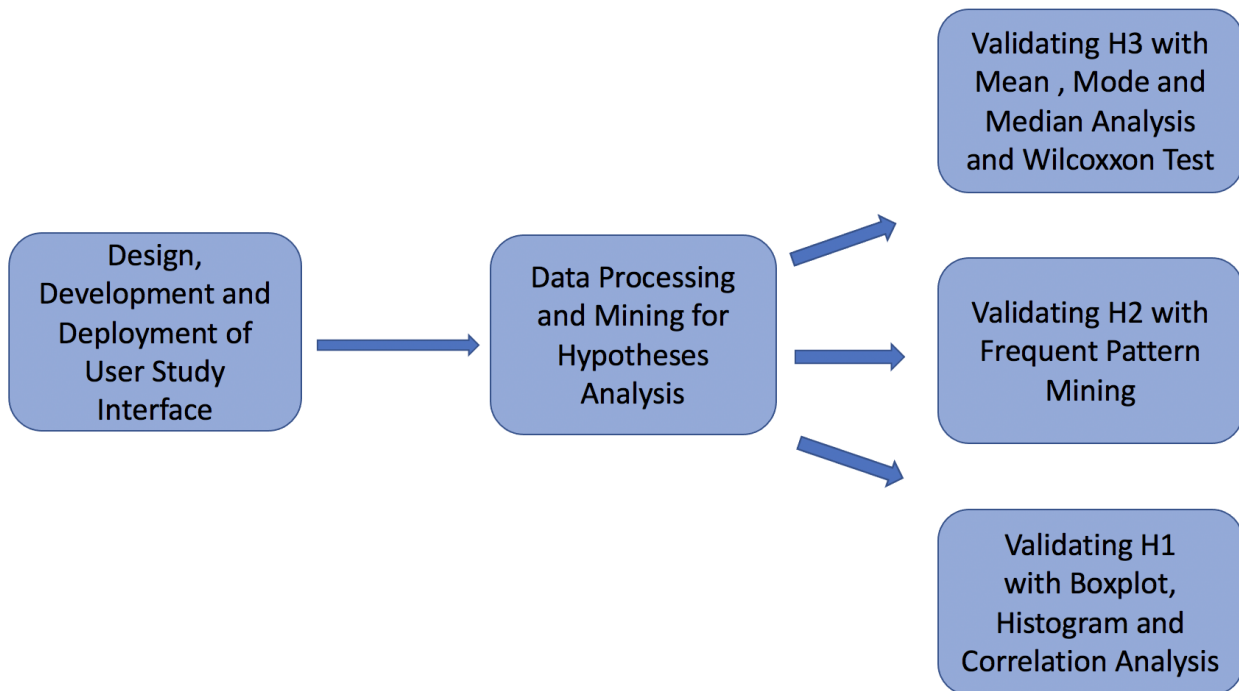 Design,
Development and
Deployment of
User Study
Interface
Data Processing
and Mining for
Hypotheses
Analysis
Validating H3 with
Mean , Mode and
Median Analysis
and Wilcoxxon Test
Validating H2 with
Frequent Pattern
Mining
Validating H1
with Boxplot,
Histogram and
Correlation Analysis